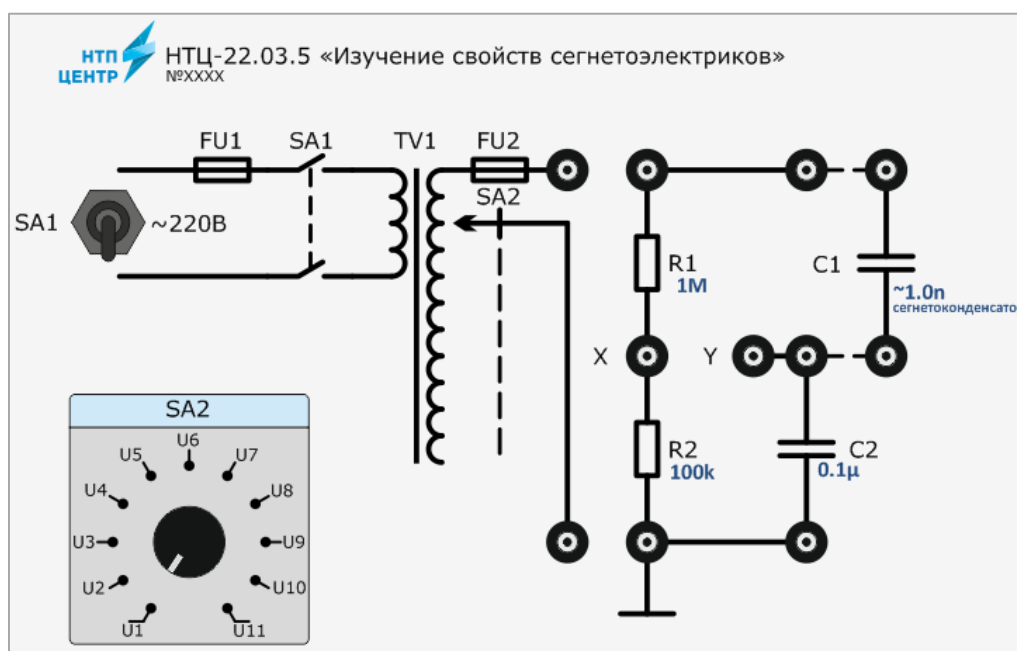 НТП
ЦЕНТР
НТЦ-22.03.5 «Изучение свойств сегнетоэлектриков»
№XXXX
FU1
SA1
TV1
FU2
SA2
SA1
~220В
R1
1M
C1
~1.0n
сегнетоконденсато
X
Y
R2
100k
C2
0.1µ
SA2
U6
U5
U7
U4
U8
U3
U9
U2
U10
U1
U11